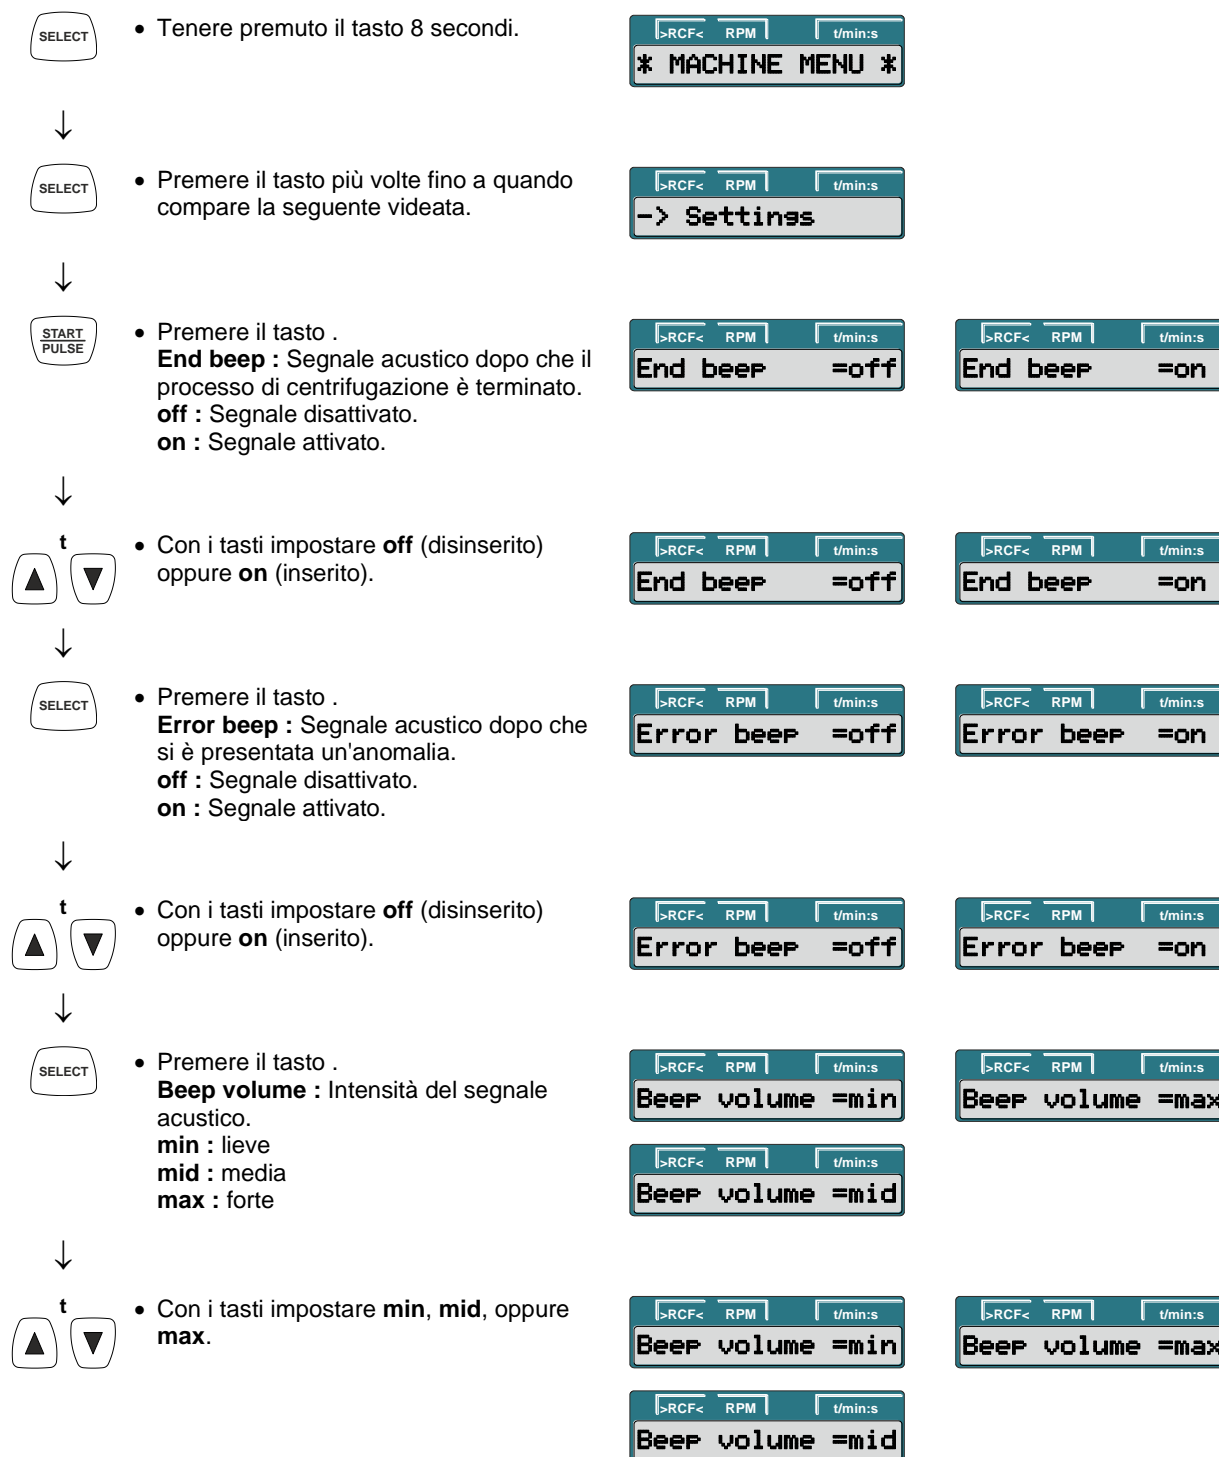 SELECT
• Tenere premuto il tasto 8 secondi.
>RCF< RPM t/min:s
* MACHINE MENU *
↓
SELECT
• Premere il tasto più volte fino a quando
compare la seguente videata.
>RCF< RPM t/min:s
-> Settings
↓
START
PULSE
• Premere il tasto .
End beep : Segnale acustico dopo che il
processo di centrifugazione è terminato.
off : Segnale disattivato.
on : Segnale attivato.
>RCF< RPM t/min:s
End beep =off
>RCF< RPM t/min:s
End beep =on
↓
t
▲ ▼
• Con i tasti impostare off (disinserito)
oppure on (inserito).
>RCF< RPM t/min:s
End beep =off
>RCF< RPM t/min:s
End beep =on
↓
SELECT
• Premere il tasto .
Error beep : Segnale acustico dopo che
si è presentata un'anomalia.
off : Segnale disattivato.
on : Segnale attivato.
>RCF< RPM t/min:s
Error beep =off
>RCF< RPM t/min:s
Error beep =on
↓
t
▲ ▼
• Con i tasti impostare off (disinserito)
oppure on (inserito).
>RCF< RPM t/min:s
Error beep =off
>RCF< RPM t/min:s
Error beep =on
↓
SELECT
• Premere il tasto .
Beep volume : Intensità del segnale
acustico.
min : lieve
mid : media
max : forte
>RCF< RPM t/min:s
Beep volume =min
>RCF< RPM t/min:s
Beep volume =max
>RCF< RPM t/min:s
Beep volume =mid
↓
t
▲ ▼
• Con i tasti impostare min, mid, oppure
max.
>RCF< RPM t/min:s
Beep volume =min
>RCF< RPM t/min:s
Beep volume =max
>RCF< RPM t/min:s
Beep volume =mid